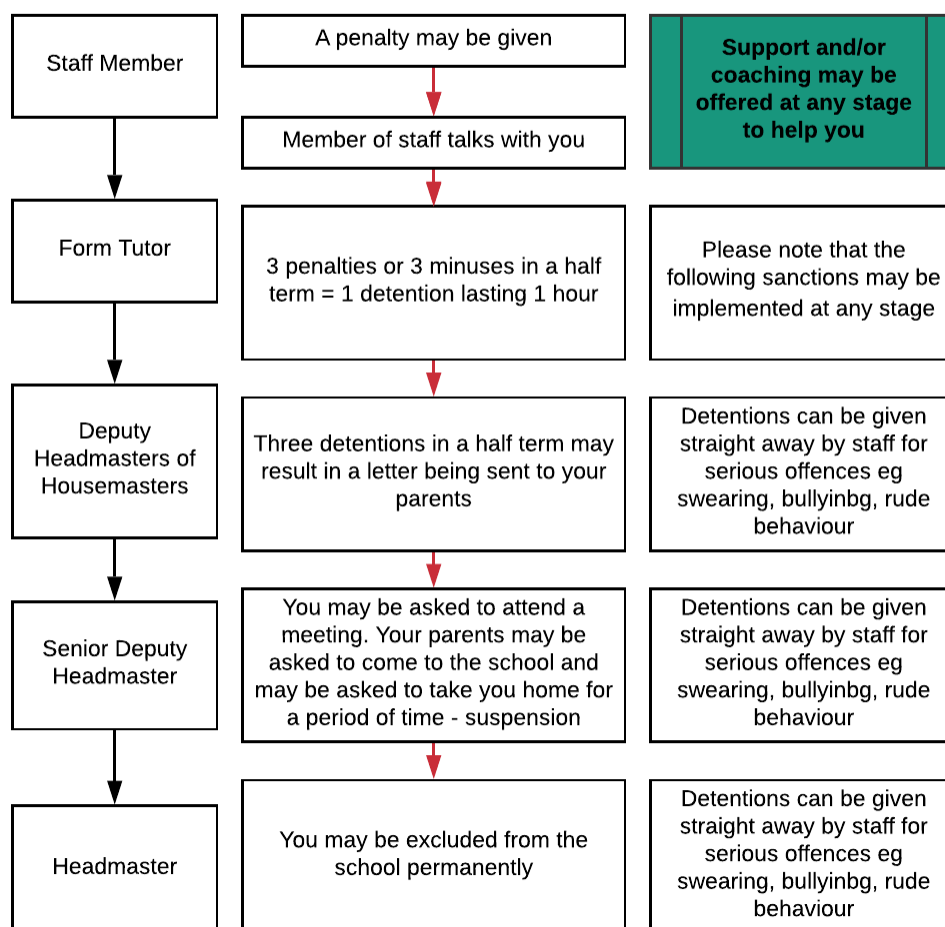 Staff Member
A penalty may be given
Support and/or
coaching may be
offered at any stage
to help you
Member of staff talks with you
Form Tutor
3 penalties or 3 minuses in a half
term = 1 detention lasting 1 hour
Please note that the
following sanctions may be
implemented at any stage
Deputy
Headmasters of
Housemasters
Three detentions in a half term may
result in a letter being sent to your
parents
Detentions can be given
straight away by staff for
serious offences eg
swearing, bullyinbg, rude
behaviour
Senior Deputy
Headmaster
You may be asked to attend a
meeting. Your parents may be
asked to come to the school and
may be asked to take you home for
a period of time - suspension
Detentions can be given
straight away by staff for
serious offences eg
swearing, bullyinbg, rude
behaviour
Headmaster
You may be excluded from the
school permanently
Detentions can be given
straight away by staff for
serious offences eg
swearing, bullyinbg, rude
behaviour